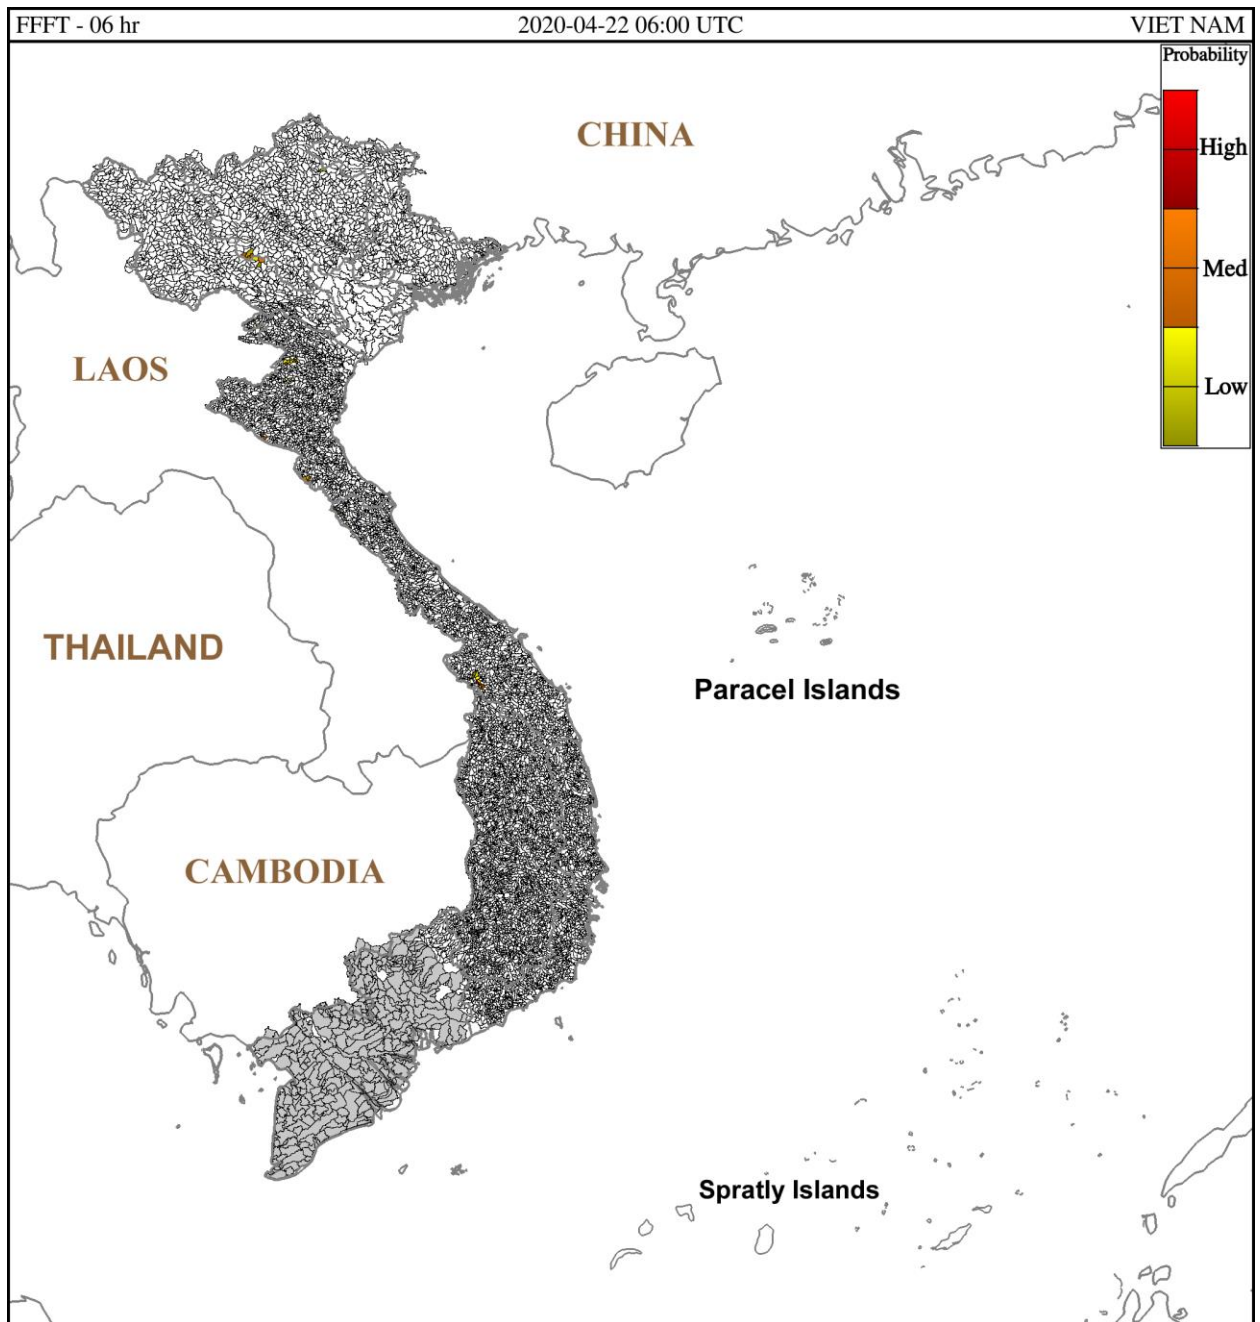 FFFT - 06 hr
2020-04-22 06:00 UTC
VIET NAM
Probability
CHINA
High
Med
LAOS
Low
THAILAND
Paracel Islands
CAMBODIA
Spratly Islands